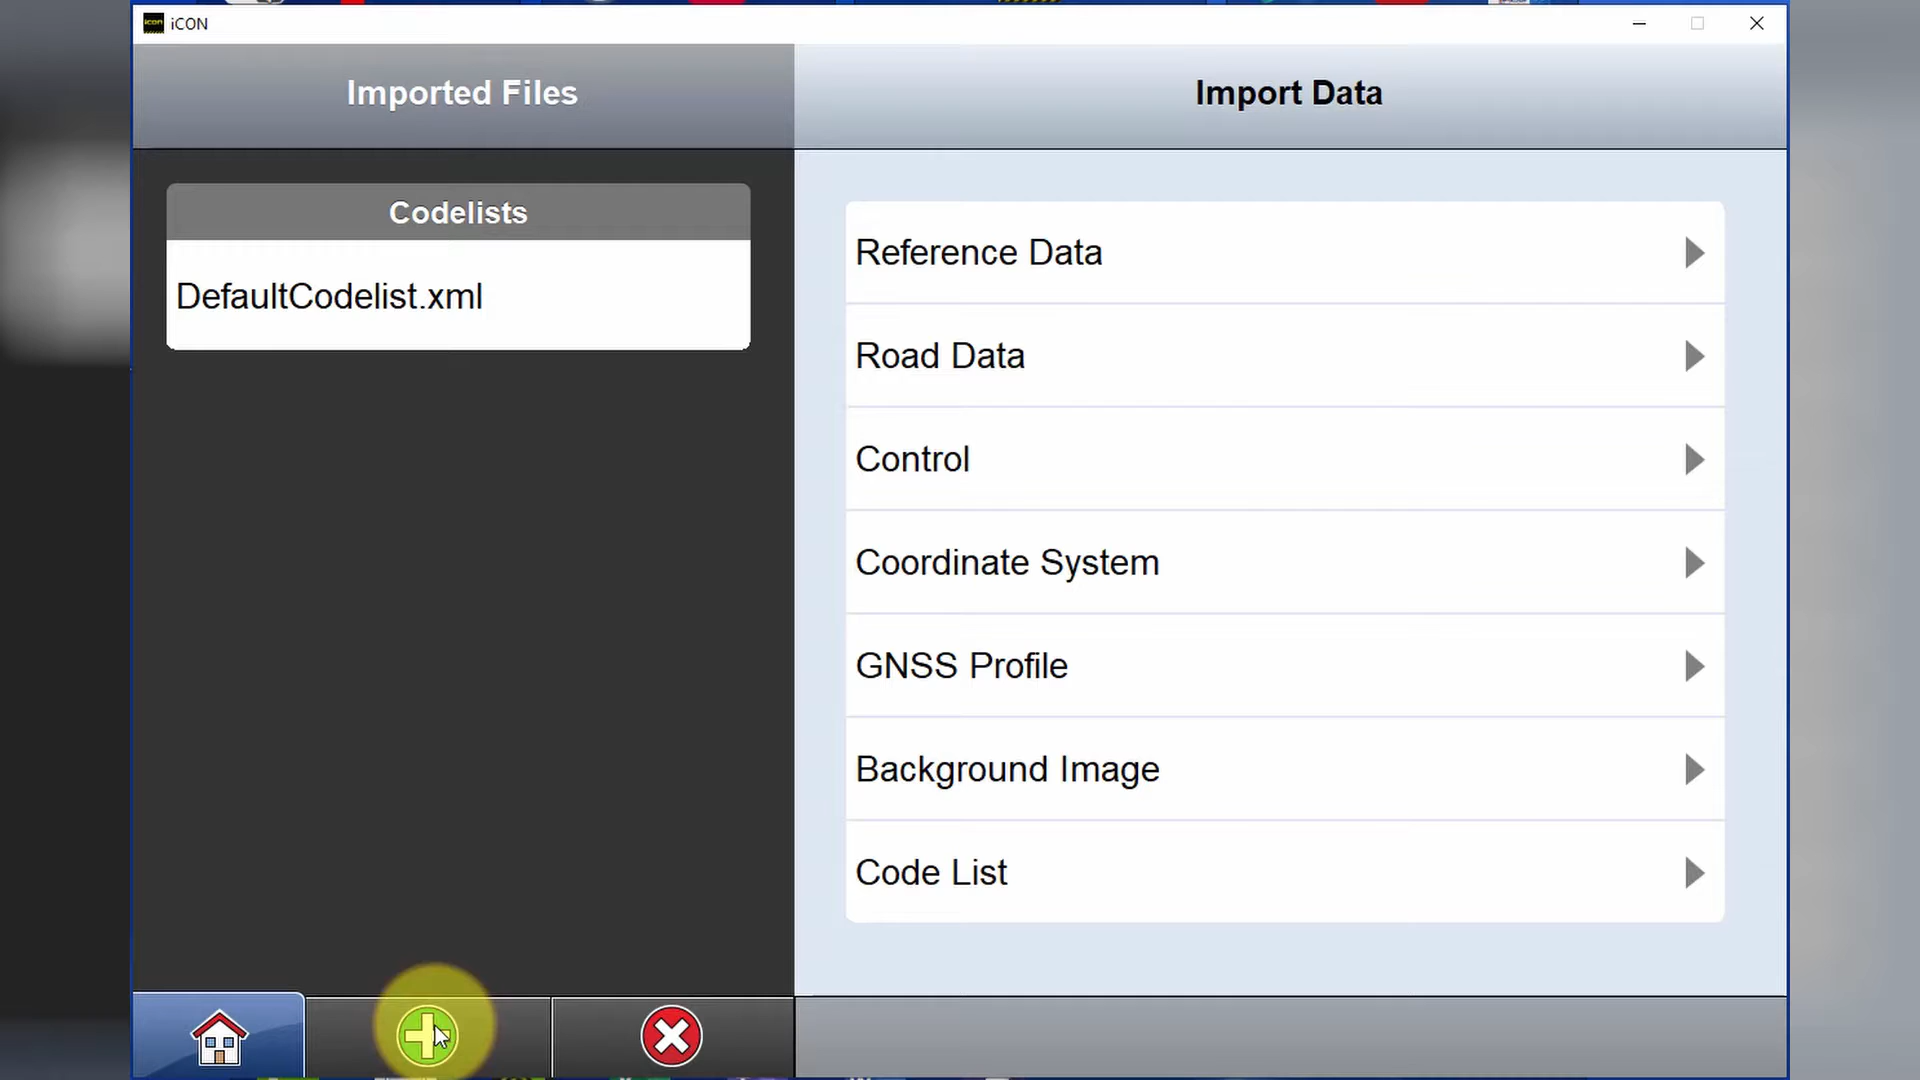 iCON
Imported Files
Import Data
Codelists
DefaultCodelist.xml
Reference Data
Road Data
Control
Coordinate System
GNSS Profile
Background Image
Code List